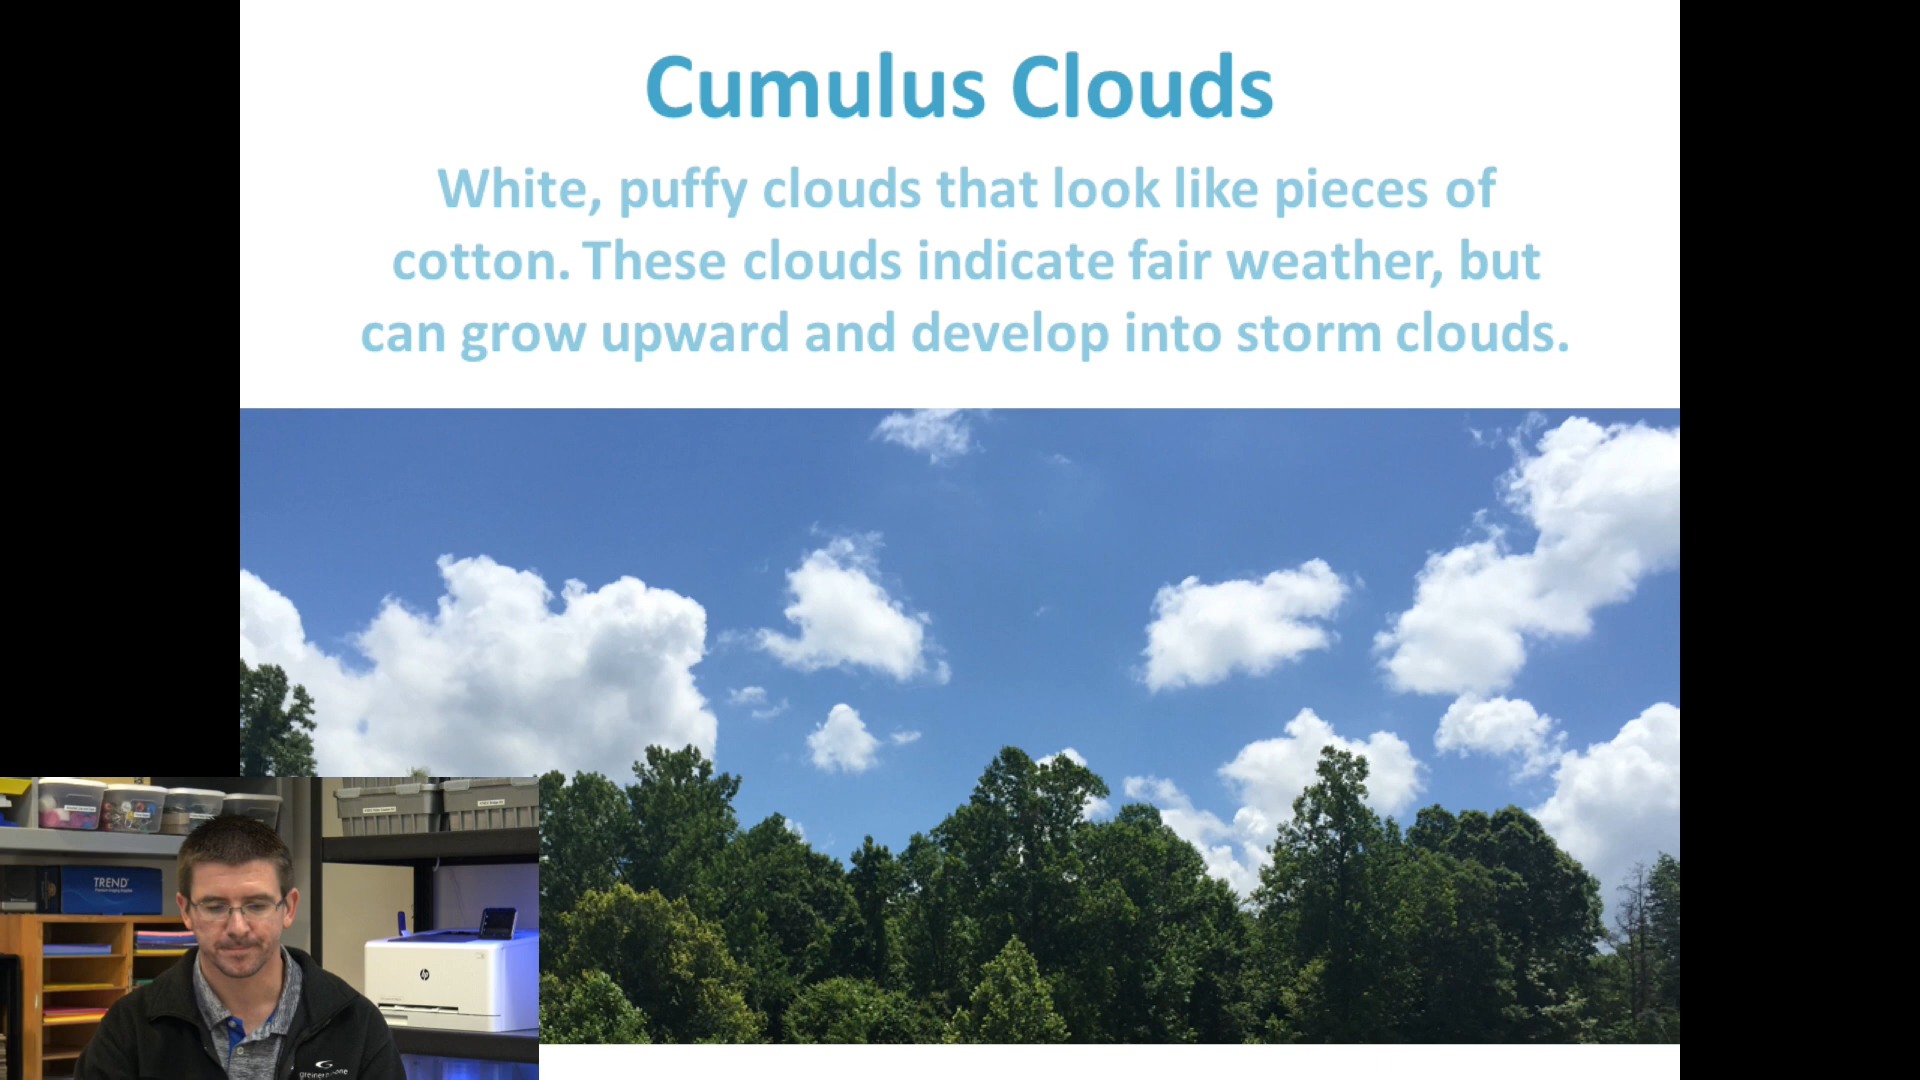 Cumulus Clouds
White, puffy clouds that look like pieces of
cotton. These clouds indicate fair weather, but
can grow upward and develop into storm clouds.
TREND
hp